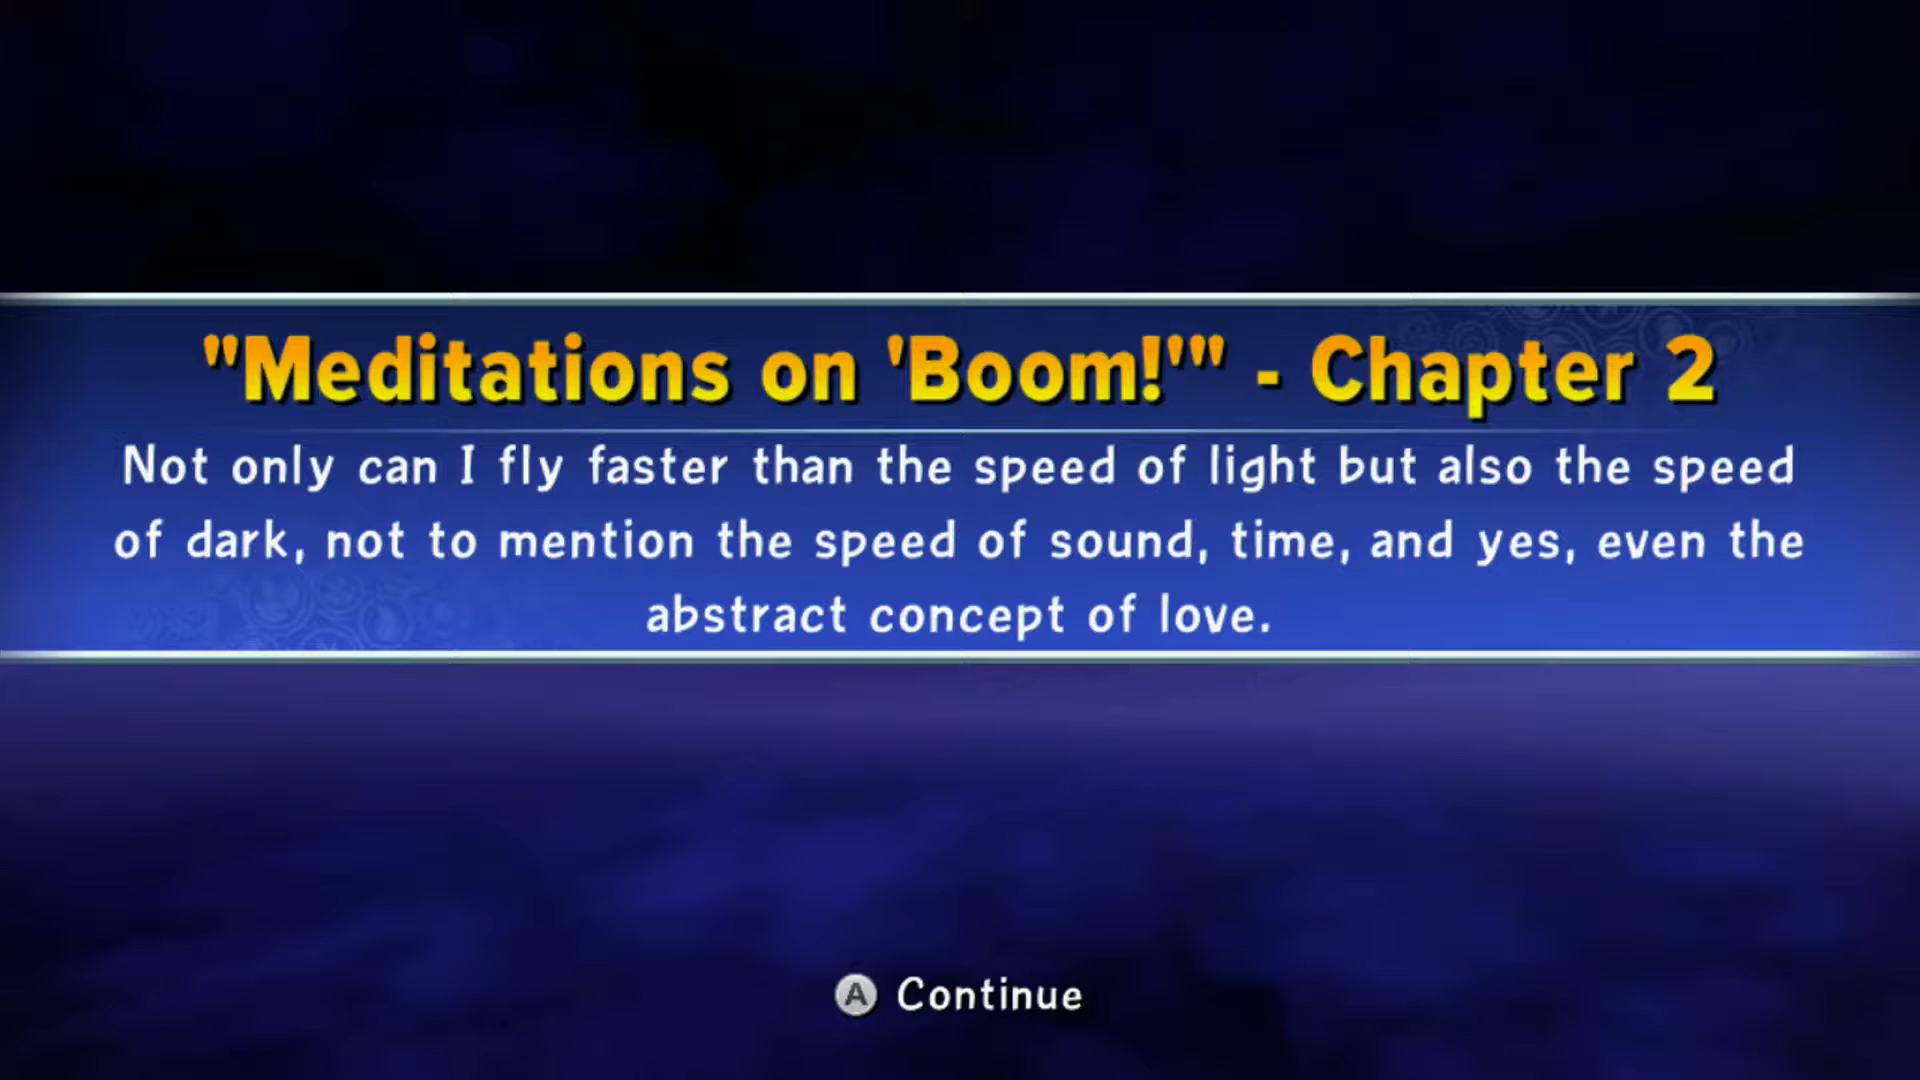 "Meditations on 'Boom!'" - Chapter 2
Not only can I fly faster than the speed of light but also the speed
of dark, not to mention the speed of sound, time, and yes, even the
abstract concept of love.
A Continue